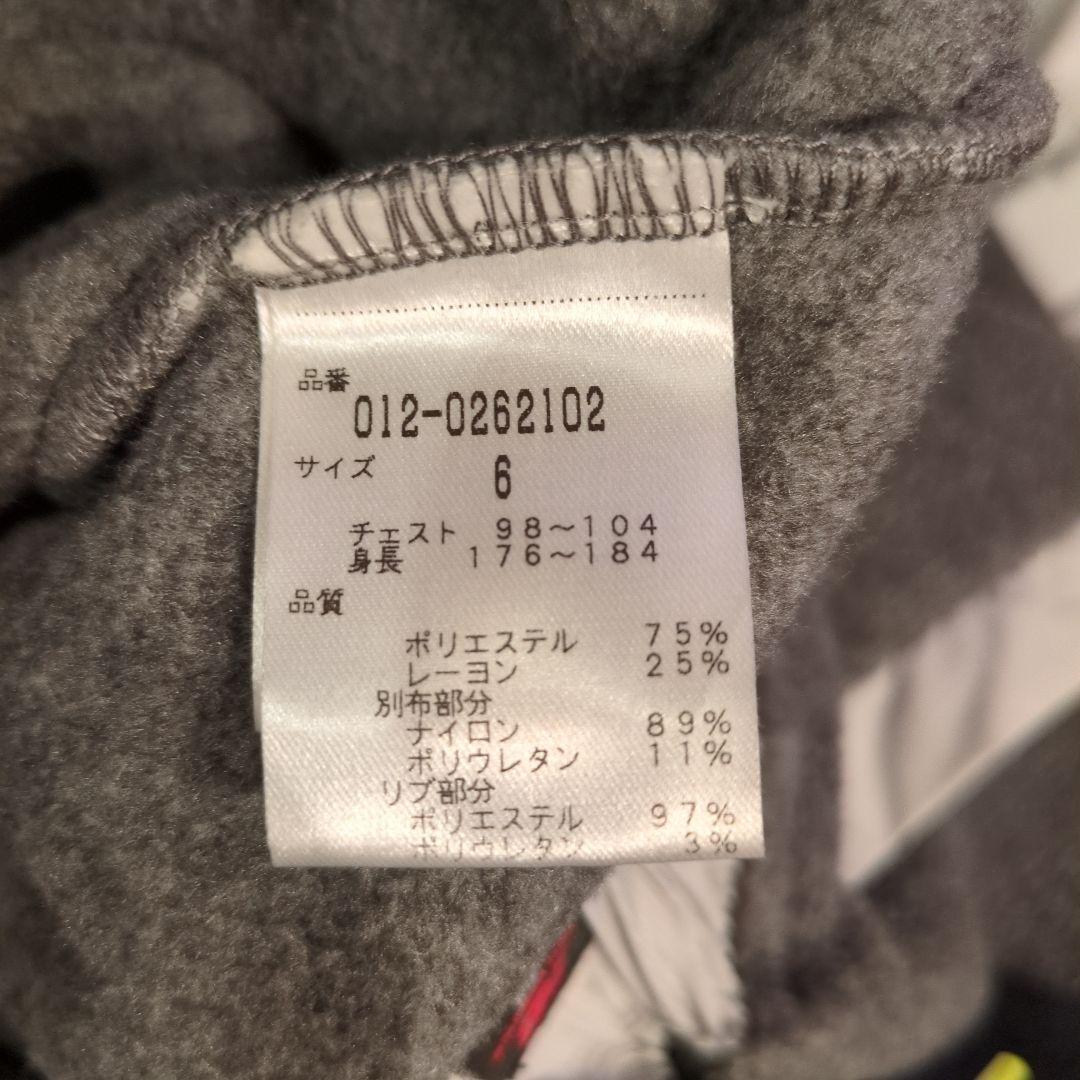 品番
012-0262102
サイズ 6
チェスト 98〜104
身長 176〜184
品質
ポリエステル 75%
レーヨン 25%
別布部分
ナイロン 89%
ポリウレタン 11%
リブ部分
ポリエステル 97%
ポリウレタン 3%